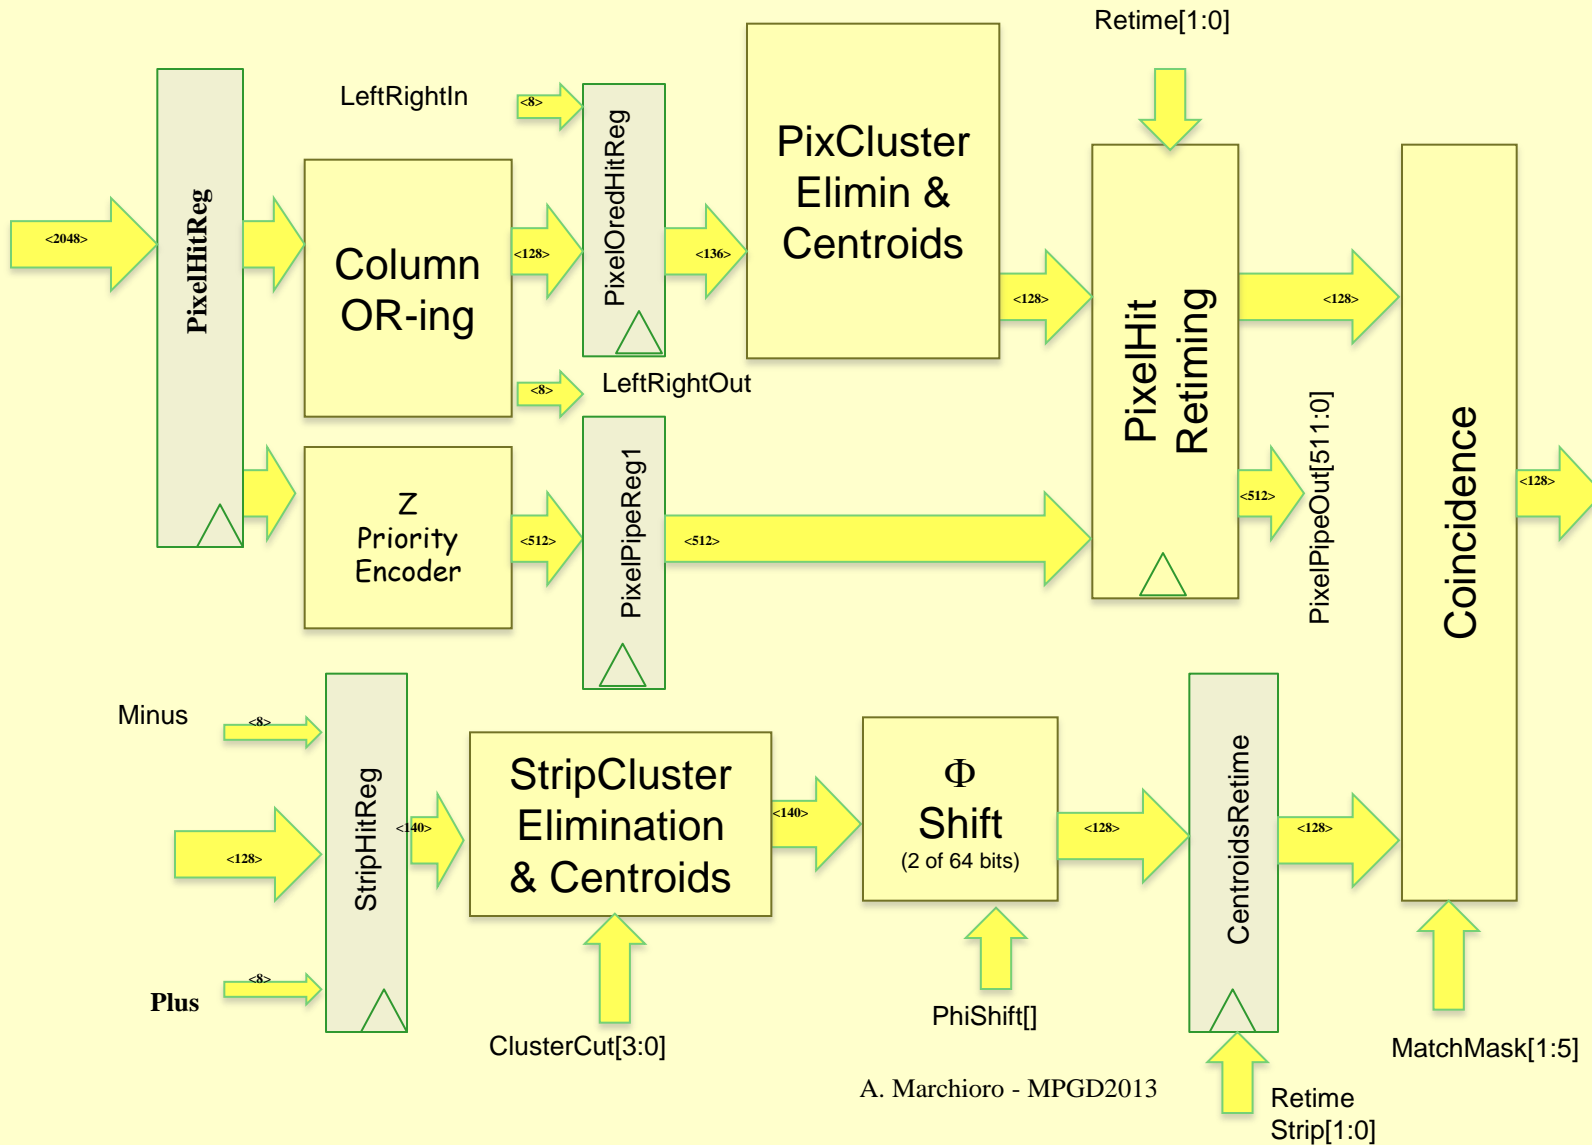 Retime[1:0]
LeftRightIn
<8>
PixelHitReg
<2048>
Column
OR-ing
<128>
PixelOredHitReg
<136>
PixCluster
Elimin &
Centroids
<128>
PixelHit
Retiming
<128>
<8>
LeftRightOut
Z
Priority
Encoder
<512>
PixelPipeReg1
<512>
<512>
PixelPipeOut[511:0]
Coincidence
<128>
Minus
<8>
<128>
Plus
<8>
StripHitReg
<140>
StripCluster
Elimination
& Centroids
<140>
Φ
Shift
(2 of 64 bits)
<128>
CentroidsRetime
<128>
ClusterCut[3:0]
PhiShift[]
MatchMask[1:5]
A. Marchioro - MPGD2013
Retime
Strip[1:0]